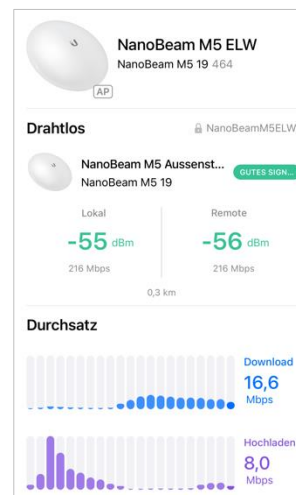 NanoBeam M5 ELW
NanoBeam M5 19 464
AP
Drahtlos
NanoBeamM5ELW
NanoBeam M5 Aussenst...
GUTES SIGN...
NanoBeam M5 19
Lokal
Remote
-55 dBm
-56 dBm
216 Mbps
216 Mbps
0,3 km
Durchsatz
Download
16,6
Mbps
Hochladen
8,0
Mbps